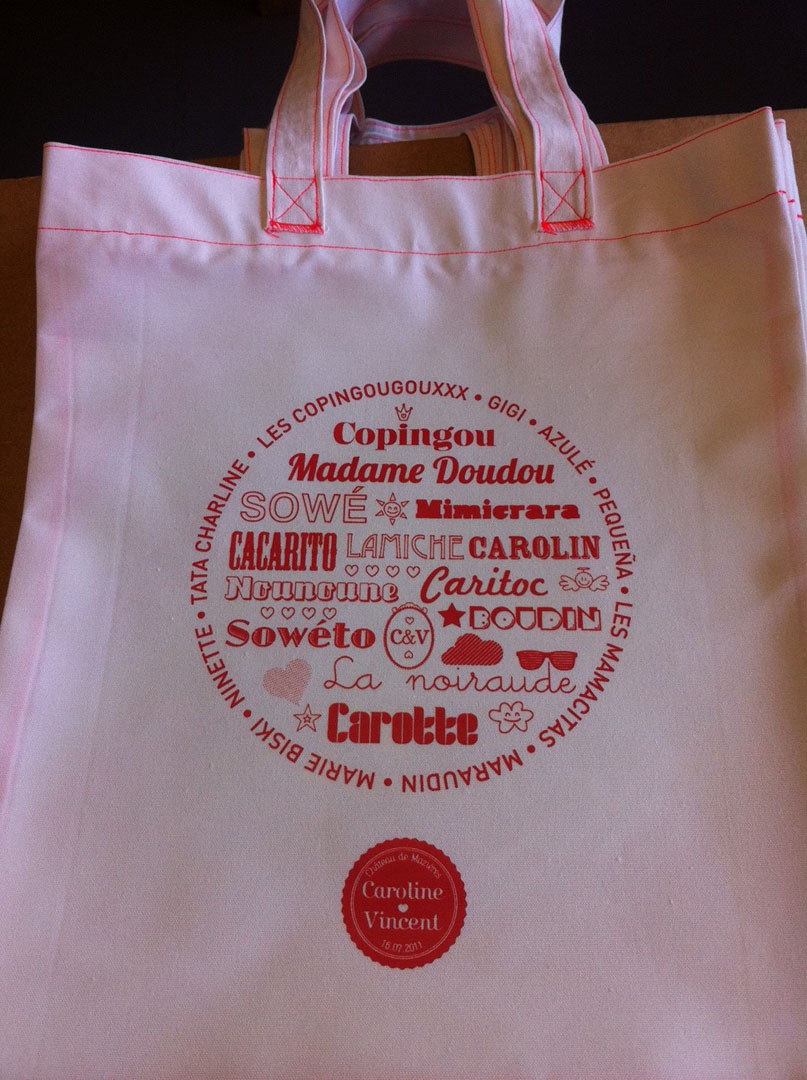 LES COPINGOUGOUXXX • GIGI • AZULÉ • PEQUEÑA • LES MAMACITAS • MARAUDIN • MARIE BISKI • NINETTE • TATA CHARLINE •
Copingou
Madame Doudou
SOWÉ Mimicrara
CACARITO LAMICHE CAROLIN
Nounoune Caritoc
Sowéto C&V BOUDIN
La noiraude
Carotte
Château de Mazières
Caroline
Vincent
16.07.2011